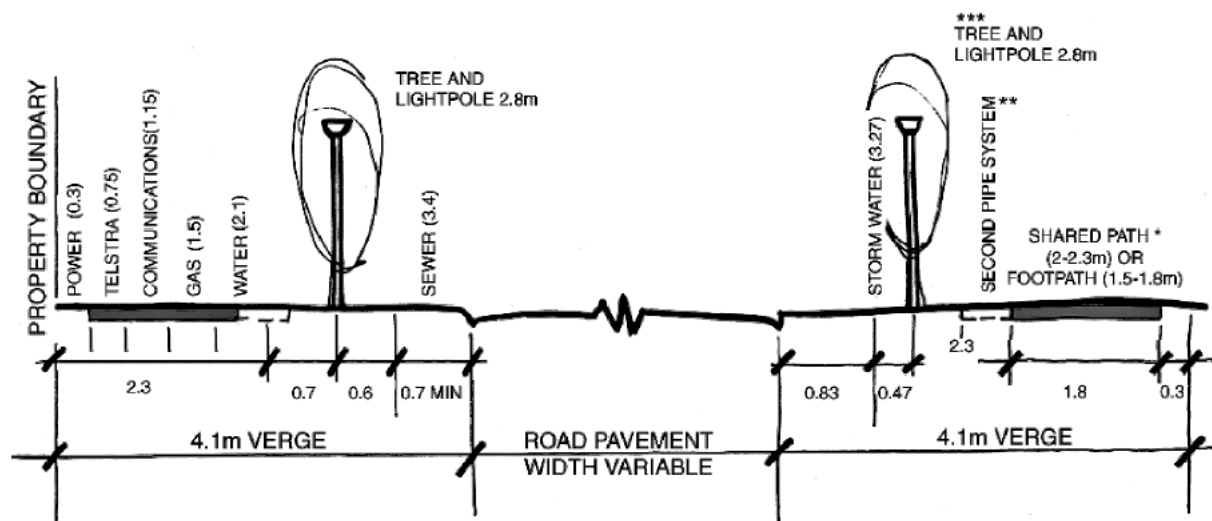 PROPERTY BOUNDARY
POWER (0.3)
TELSTRA (0.75)
COMMUNICATIONS(1.15)
GAS (1.5)
WATER (2.1)
TREE AND
LIGHTPOLE 2.8m
SEWER (3.4)
STORM WATER (3.27)
***
TREE AND
LIGHTPOLE 2.8m
SECOND PIPE SYSTEM **
SHARED PATH *
(2-2.3m) OR
FOOTPATH (1.5-1.8m)
2.3
0.7
0.6
0.7 MIN
0.83
0.47
2.3
1.8
0.3
4.1m VERGE
ROAD PAVEMENT
WIDTH VARIABLE
4.1m VERGE